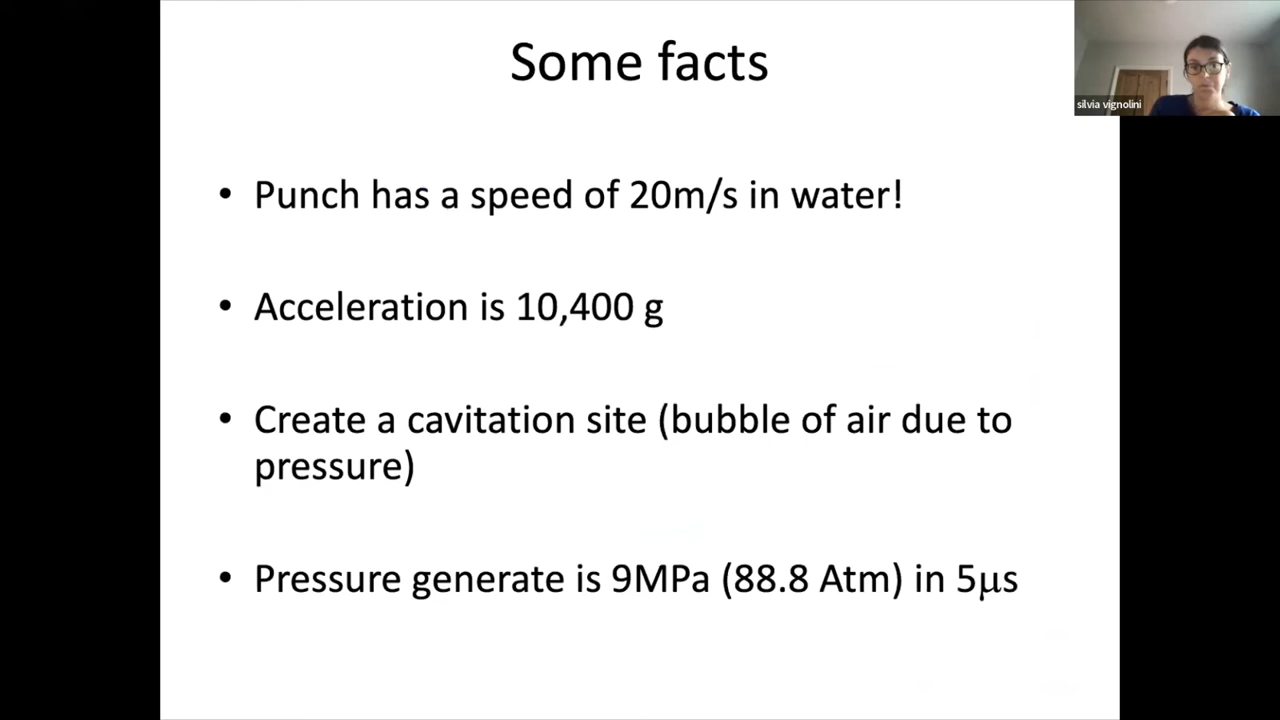 Some facts
silvia vignolini
• Punch has a speed of 20m/s in water!
• Acceleration is 10,400 g
• Create a cavitation site (bubble of air due to
pressure)
• Pressure generate is 9MPa (88.8 Atm) in 5μs